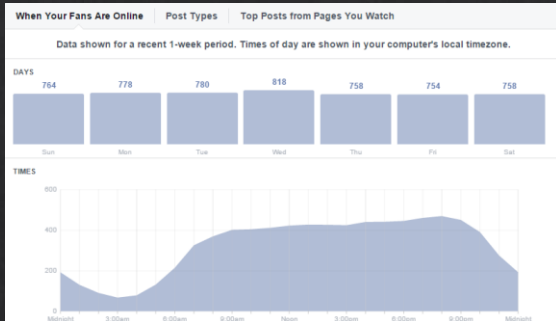 When Your Fans Are Online Post Types Top Posts from Pages You Watch
Data shown for a recent 1-week period. Times of day are shown in your computer's local timezone.
DAYS
764 778 780 818 758 754 758
Sun Mon Tue Wed Thu Fri Sat
TIMES
600
400
200
0
Midnight 3:00am 6:00am 9:00am Noon 3:00pm 6:00pm 9:00pm Midnight